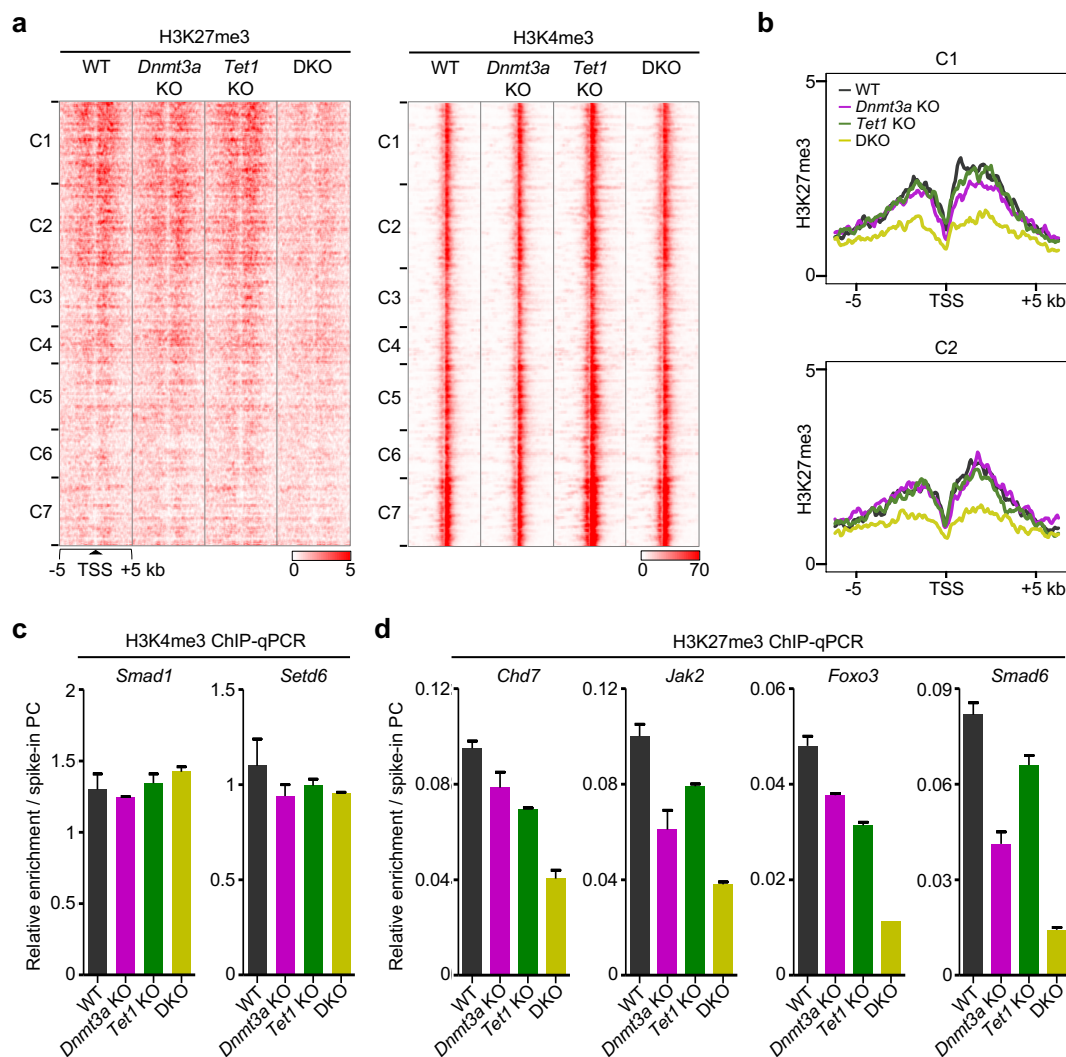 a
H3K27me3
WT Dnmt3a KO Tet1 KO DKO
C1
C2
C3
C4
C5
C6
C7
-5 TSS +5 kb
0 5
H3K4me3
WT Dnmt3a KO Tet1 KO DKO
C1
C2
C3
C4
C5
C6
C7
0 70
b
C1
5
WT
Dnmt3a KO
Tet1 KO
DKO
H3K27me3
0
-5 TSS +5 kb
C2
5
H3K27me3
0
-5 TSS +5 kb
c
H3K4me3 ChIP-qPCR
Relative enrichment / spike-in PC
Smad1
2
1.5
1
0.5
0
WT Dnmt3a KO Tet1 KO DKO
Setd6
1.5
1
0.5
0
WT Dnmt3a KO Tet1 KO DKO
d
H3K27me3 ChIP-qPCR
Relative enrichment / spike-in PC
Chd7
0.12
0.08
0.04
0
WT Dnmt3a KO Tet1 KO DKO
Jak2
0.12
0.08
0.04
0
WT Dnmt3a KO Tet1 KO DKO
Foxo3
0.06
0.04
0.02
0
WT Dnmt3a KO Tet1 KO DKO
Smad6
0.09
0.06
0.03
0
WT Dnmt3a KO Tet1 KO DKO